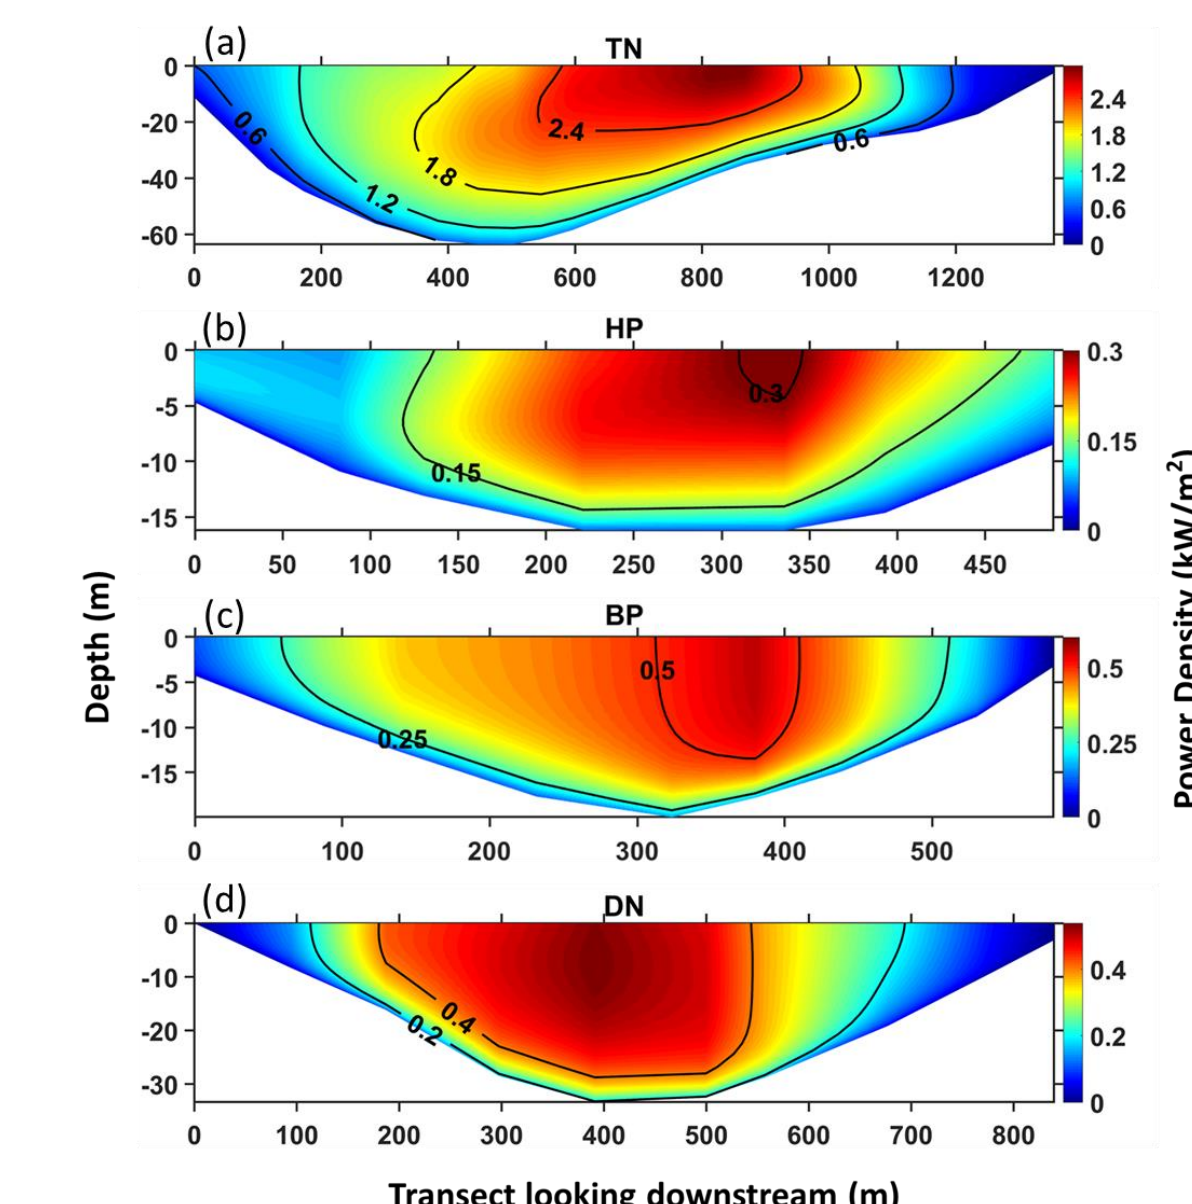 (a)
TN
0
-20
-40
-60
0.6
1.2
1.8
2.4
0.6
2.4
1.8
1.2
0.6
0
0 200 400 600 800 1000 1200
(b)
HP
0
-5
-10
-15
0.15
0.3
0.3
0.15
0
0 50 100 150 200 250 300 350 400 450
(c)
BP
0
-5
-10
-15
0.25
0.5
0.5
0.25
0
0 100 200 300 400 500
(d)
DN
0
-10
-20
-30
0.2
0.4
0.4
0.2
0
0 100 200 300 400 500 600 700 800
Depth (m)
Power Density (kW/m²)
Transect looking downstream (m)